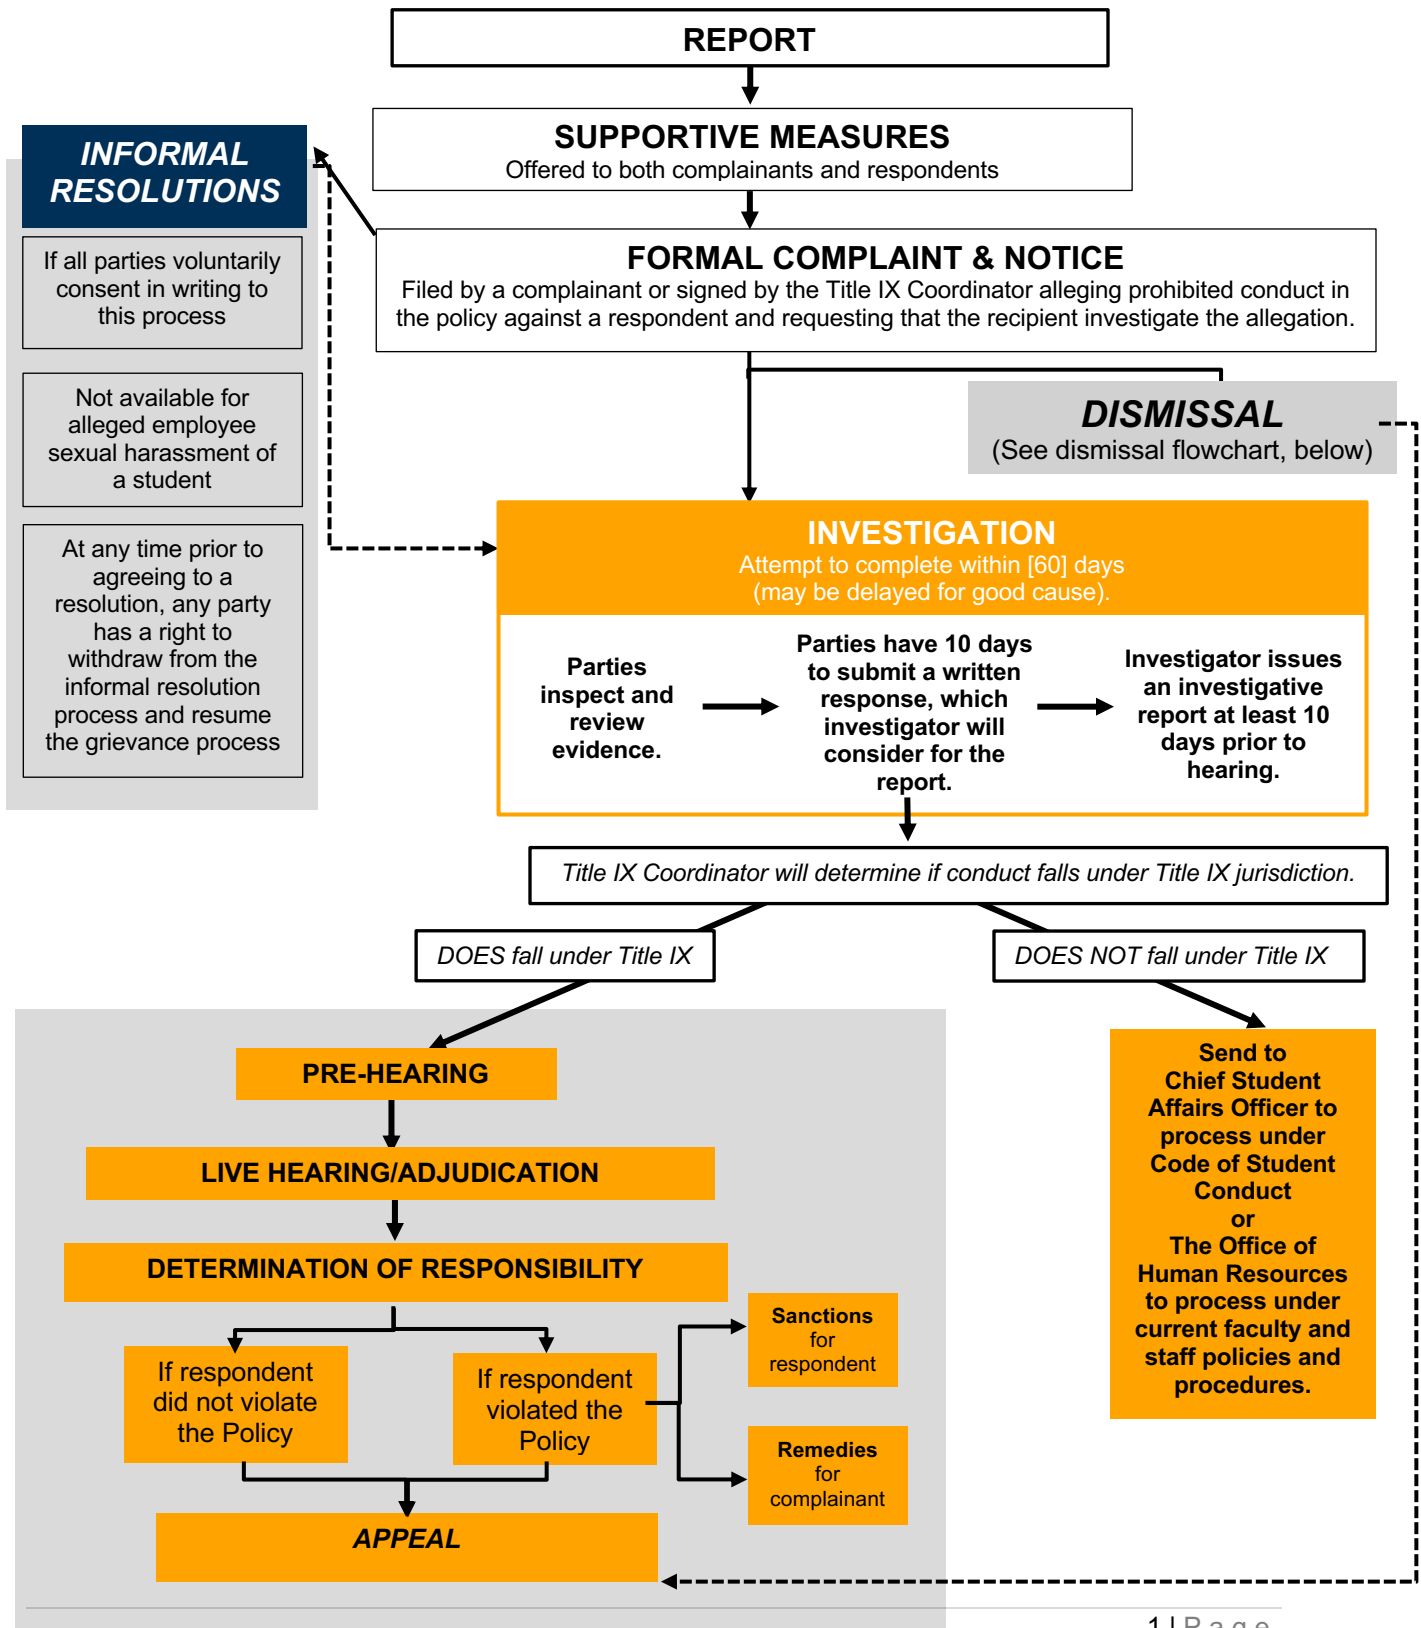 REPORT
SUPPORTIVE MEASURES
Offered to both complainants and respondents
INFORMAL
RESOLUTIONS
If all parties voluntarily
consent in writing to
this process
Not available for
alleged employee
sexual harassment of
a student
At any time prior to
agreeing to a
resolution, any party
has a right to
withdraw from the
informal resolution
process and resume
the grievance process
FORMAL COMPLAINT & NOTICE
Filed by a complainant or signed by the Title IX Coordinator alleging prohibited conduct in
the policy against a respondent and requesting that the recipient investigate the allegation.
DISMISSAL
(See dismissal flowchart, below)
INVESTIGATION
Attempt to complete within [60] days
(may be delayed for good cause).
Parties
inspect and
review
evidence.
Parties have 10 days
to submit a written
response, which
investigator will
consider for the
report.
Investigator issues
an investigative
report at least 10
days prior to
hearing.
Title IX Coordinator will determine if conduct falls under Title IX jurisdiction.
DOES fall under Title IX
DOES NOT fall under Title IX
PRE-HEARING
LIVE HEARING/ADJUDICATION
DETERMINATION OF RESPONSIBILITY
If respondent
did not violate
the Policy
If respondent
violated the
Policy
Sanctions
for
respondent
Remedies
for
complainant
APPEAL
Send to
Chief Student
Affairs Officer to
process under
Code of Student
Conduct
or
The Office of
Human Resources
to process under
current faculty and
staff policies and
procedures.
1 | Page